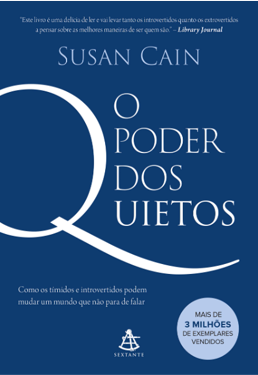 "Este livro é uma delícia de ler e vai levar tanto os introvertidos quanto os extrovertidos
a pensar sobre as melhores maneiras de ser quem são." – Library Journal
SUSAN CAIN
O
PODER
DOS
QUIETOS
Como os tímidos e introvertidos podem
mudar um mundo que não para de falar
MAIS DE
3 MILHÕES
DE EXEMPLARES
VENDIDOS
SEXTANTE